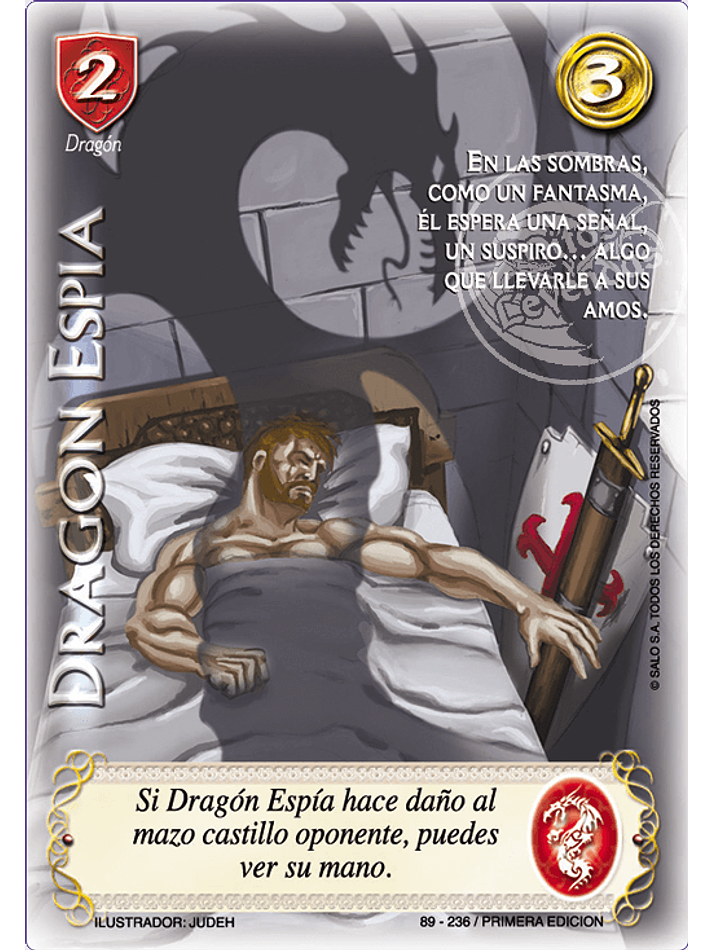 2
3
Dragón
EN LAS SOMBRAS,
COMO UN FANTASMA,
ÉL ESPERA UNA SEÑAL,
UN SUSPIRO... ALGO
QUE LLEVARLE A SUS
AMOS.
DRAGON ESPIA
© SALO S.A. TODOS LOS DERECHOS RESERVADOS
Si Dragón Espía hace daño al
mazo castillo oponente, puedes
ver su mano.
ILUSTRADOR: JUDEH
89 - 236 / PRIMERA EDICION